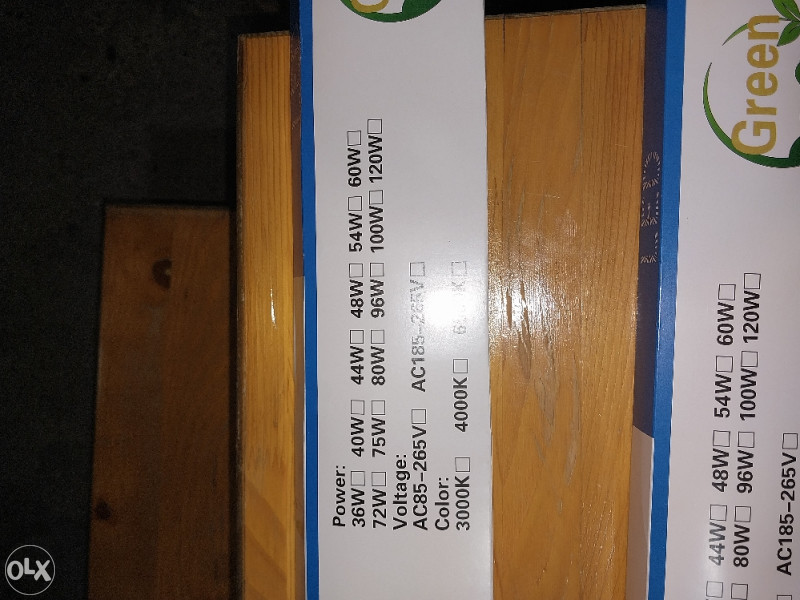 Power:
36W□ 40W□ 44W□ 48W□ 54W□ 60W□
72W□ 75W□ 80W□ 96W□ 100W□ 120W□
Voltage:
AC85-265V□ AC185-265V□
Color:
3000K□ 4000K□
Green
44W□ 48W□ 54W□ 60W□
80W□ 96W□ 100W□ 120W□
AC185-265V□
LED
OLX